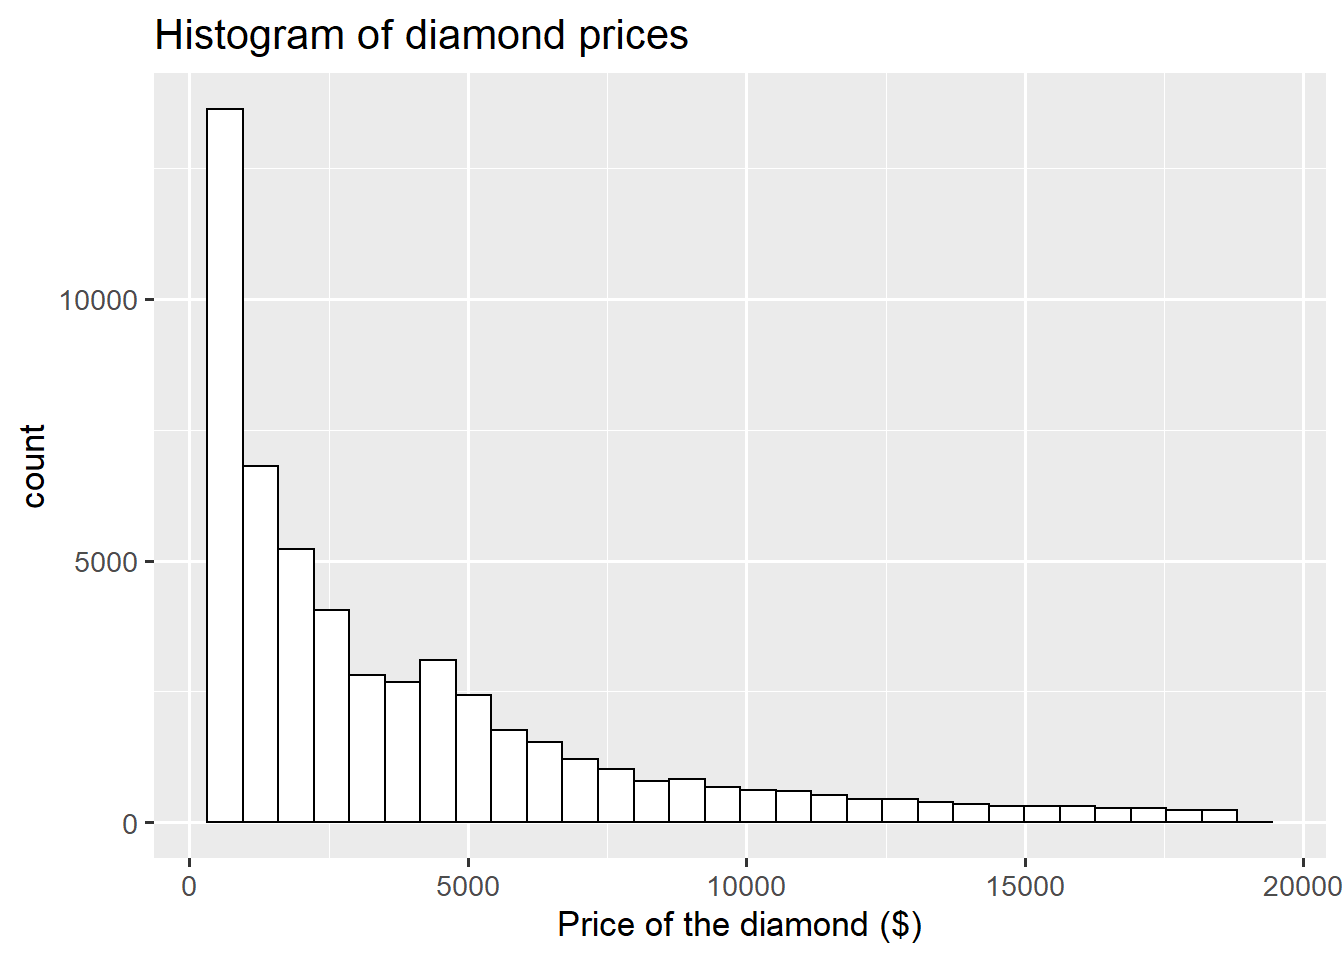 Histogram of diamond prices
count
10000
5000
0
0 5000 10000 15000 20000
Price of the diamond ($)